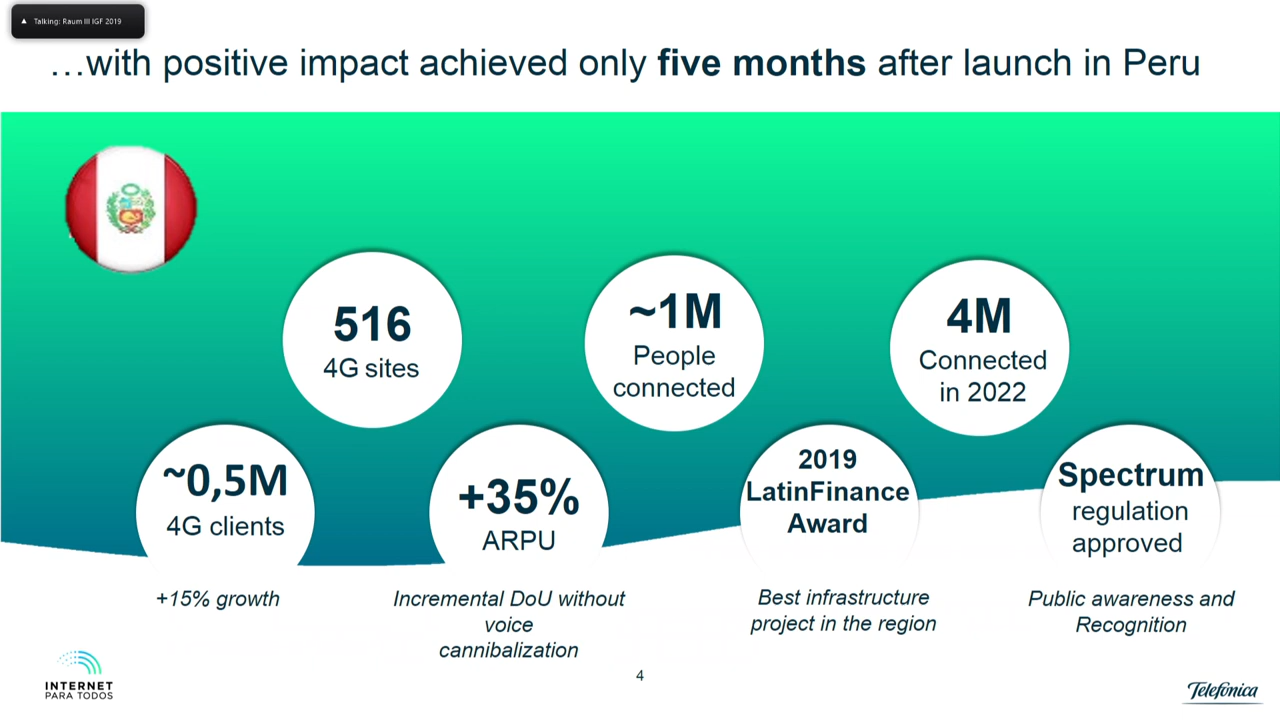 ▲ Talking: Raum III IGF 2019
…with positive impact achieved only five months after launch in Peru
516
4G sites
~1M
People
connected
4M
Connected
in 2022
~0,5M
4G clients
+35%
ARPU
2019
LatinFinance
Award
Spectrum
regulation
approved
+15% growth
Incremental DoU without
voice
cannibalization
Best infrastructure
project in the region
Public awareness and
Recognition
INTERNET
PARA TODOS
4
Telefónica